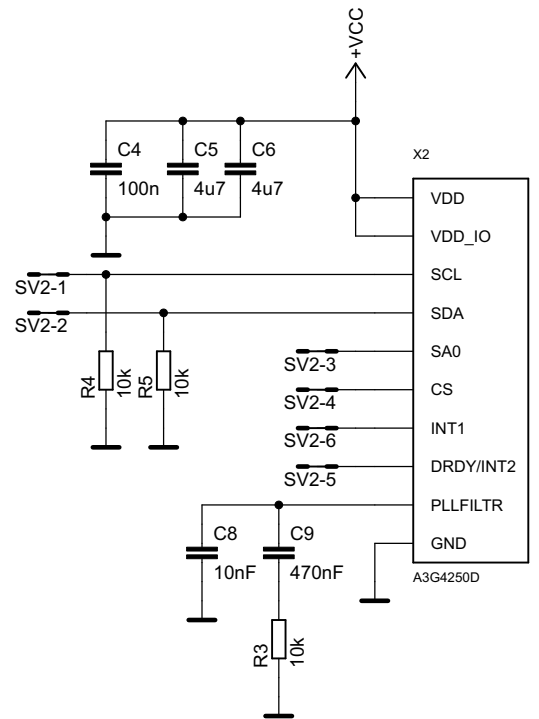 +VCC
C4
100n
C5
4u7
C6
4u7
X2
VDD
VDD_IO
SCL
SDA
SA0
CS
INT1
DRDY/INT2
PLLFILTR
GND
A3G4250D
SV2-1
SV2-2
SV2-3
SV2-4
SV2-6
SV2-5
R4
10k
R5
10k
C8
10nF
C9
470nF
R3
10k